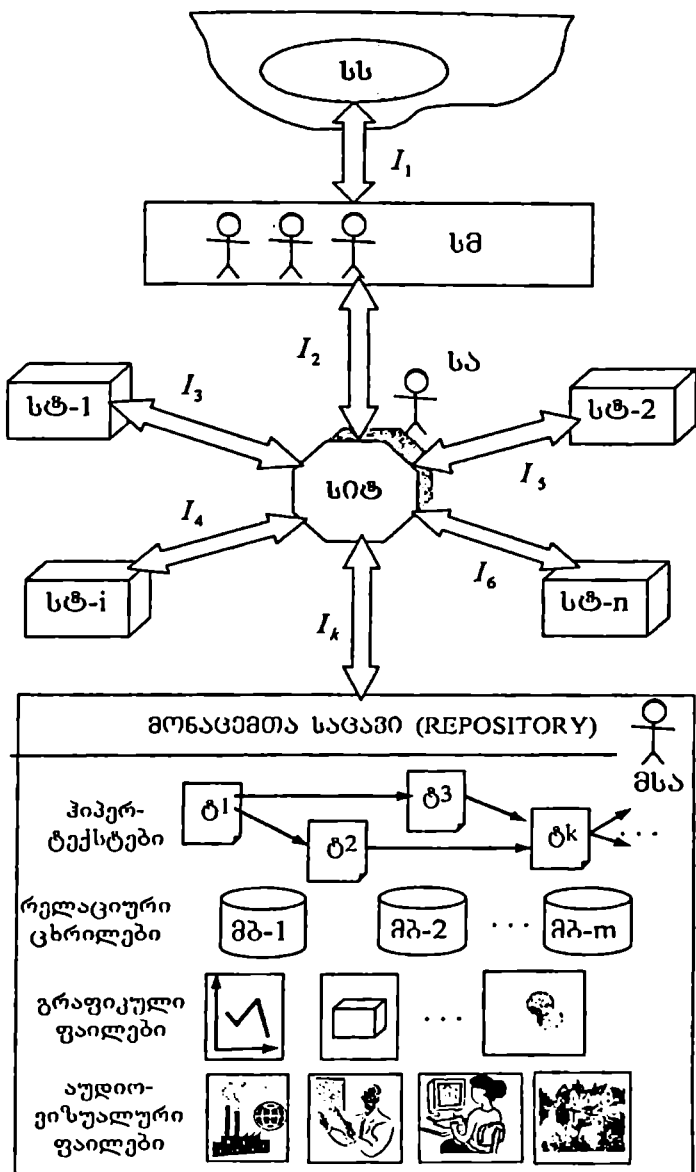 სს
I₁
სმ
I₂
სა
სტ-1
I₃
სტ-2
სიტ
I₅
I₄
სტ-i
I₆
სტ-n
Iₖ
მონაცემთა საცავი (REPOSITORY)
მსა
ჰიპერ-
ტექსტები
ტ1
ტ3
ტ2
ტk
. . .
რელაციური
ცხრილები
მბ-1
მბ-2
. . .
მბ-m
გრაფიკული
ფაილები
. . .
აუდიო-
ვიზუალური
ფაილები